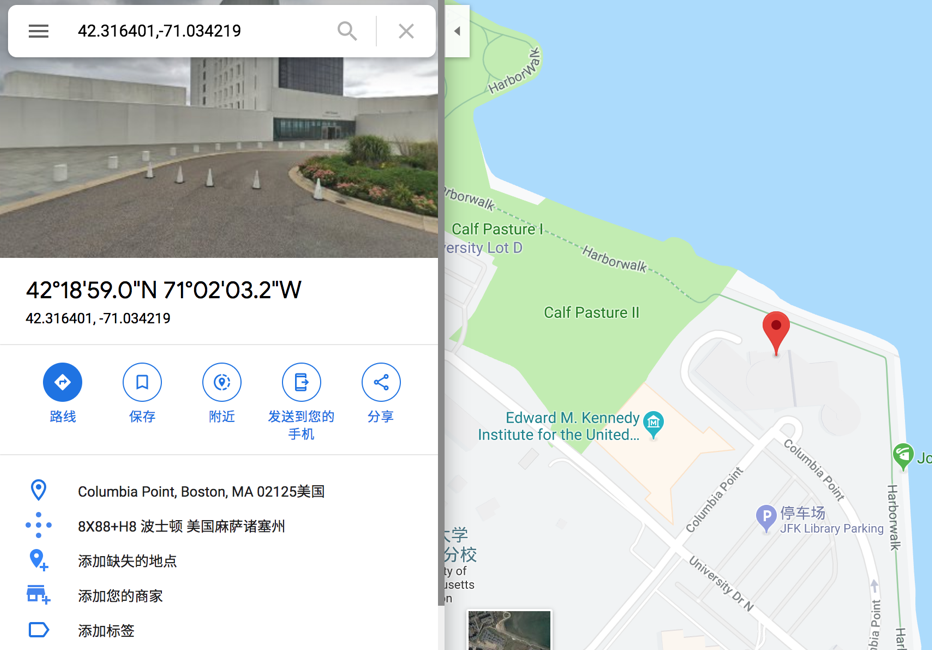 42.316401,-71.034219
42°18'59.0"N 71°02'03.2"W
42.316401, -71.034219
路线
保存
附近
发送到您的
手机
分享
Columbia Point, Boston, MA 02125美国
8X88+H8 波士顿 美国麻萨诸塞州
添加缺失的地点
添加您的商家
添加标签
HarborWalk
rborwalk
Calf Pasture I
ersity Lot D
Harborwalk
Calf Pasture II
Edward M. Kennedy
Institute for the United...
Columbia Point
Columbia Point
Jo
Harborwalk
P
停车场
JFK Library Parking
大学
分校
ty of
usetts
on
University Dr N
bia Point
Harl